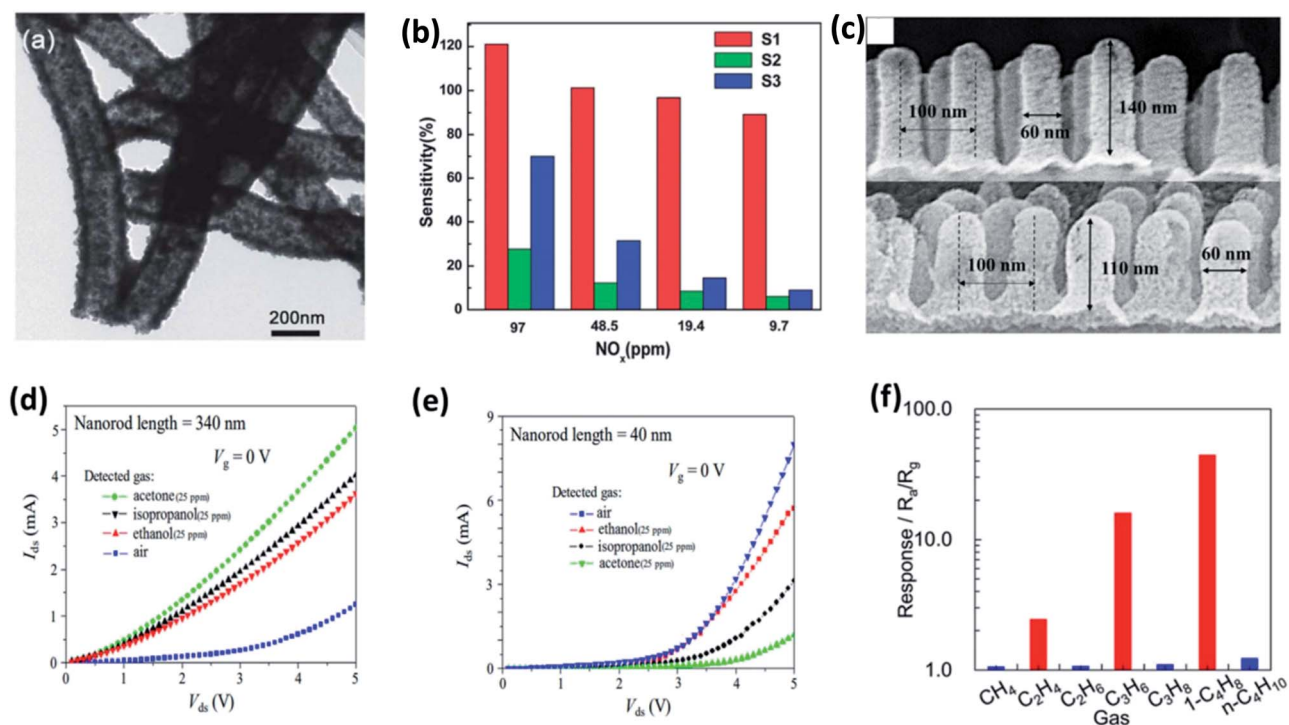 (a)
200nm
(b)
S1
S2
S3
120
100
80
60
40
20
0
Sensitivity(%)
97 48.5 19.4 9.7
NOx(ppm)
(c)
100 nm
60 nm
140 nm
100 nm
110 nm
60 nm
(d)
Nanorod length = 340 nm
Vg = 0 V
Detected gas:
acetone(25 ppm)
isopropanol(25 ppm)
ethanol(25 ppm)
air
5
4
3
2
1
0
Ids (mA)
0 1 2 3 4 5
Vds (V)
(e)
Nanorod length = 40 nm
Vg = 0 V
Detected gas:
air
ethanol(25 ppm)
isopropanol(25 ppm)
acetone(25 ppm)
9
6
3
0
Ids (mA)
0 1 2 3 4 5
Vds (V)
(f)
100.0
10.0
1.0
Response / Ra/Rg
CH4 C2H4 C2H6 C3H6 C3H8 1-C4H8 n-C4H10
Gas